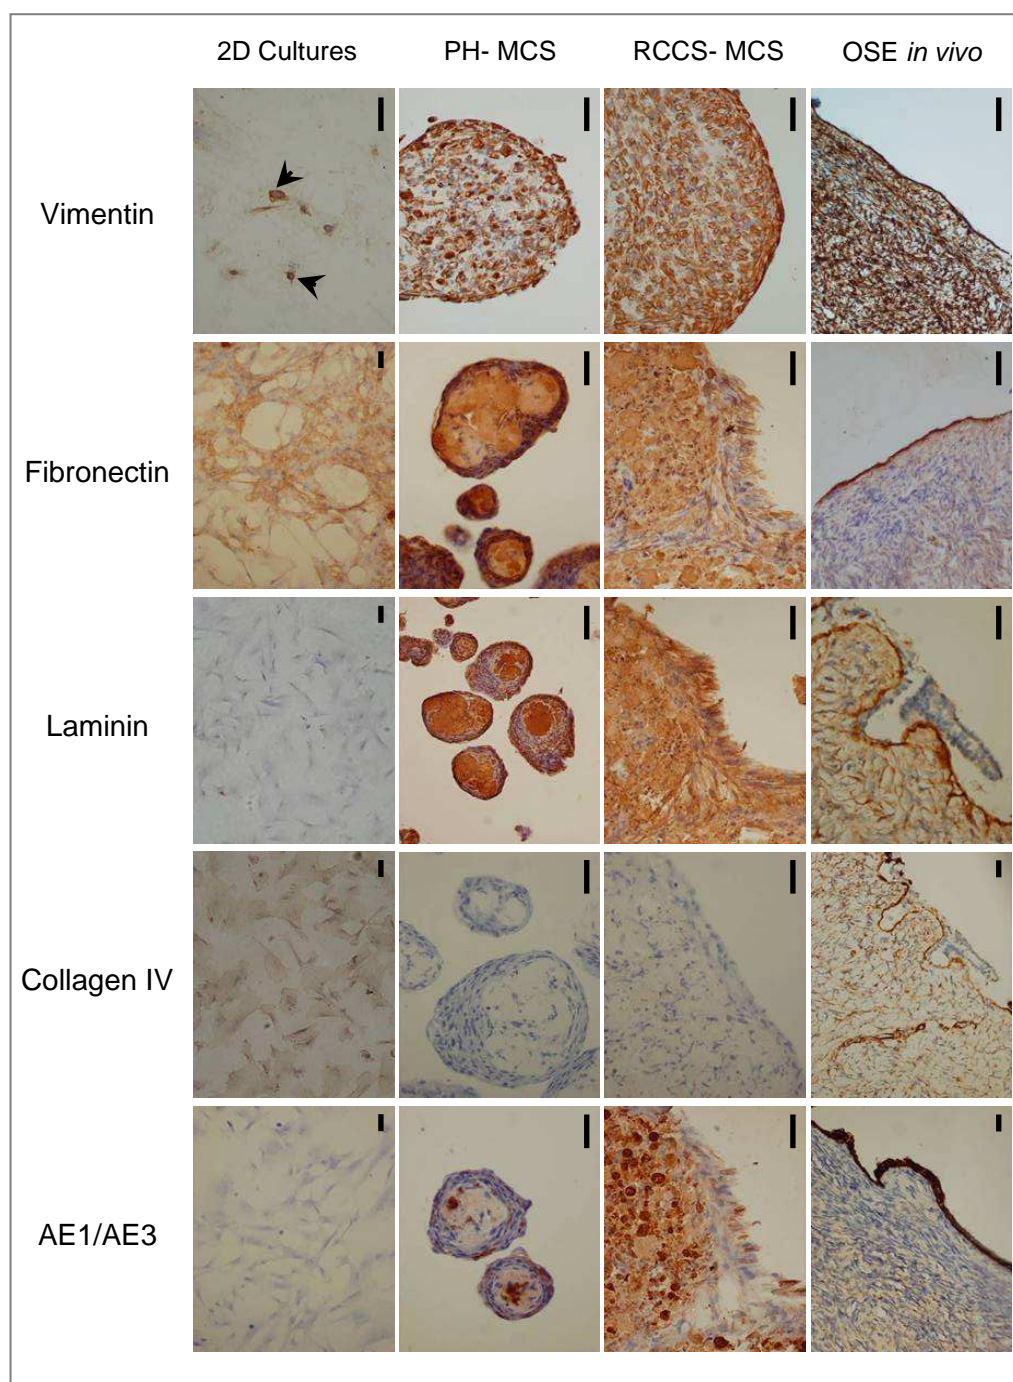 2D Cultures PH- MCS RCCS- MCS OSE in vivo
Vimentin
Fibronectin
Laminin
Collagen IV
AE1/AE3